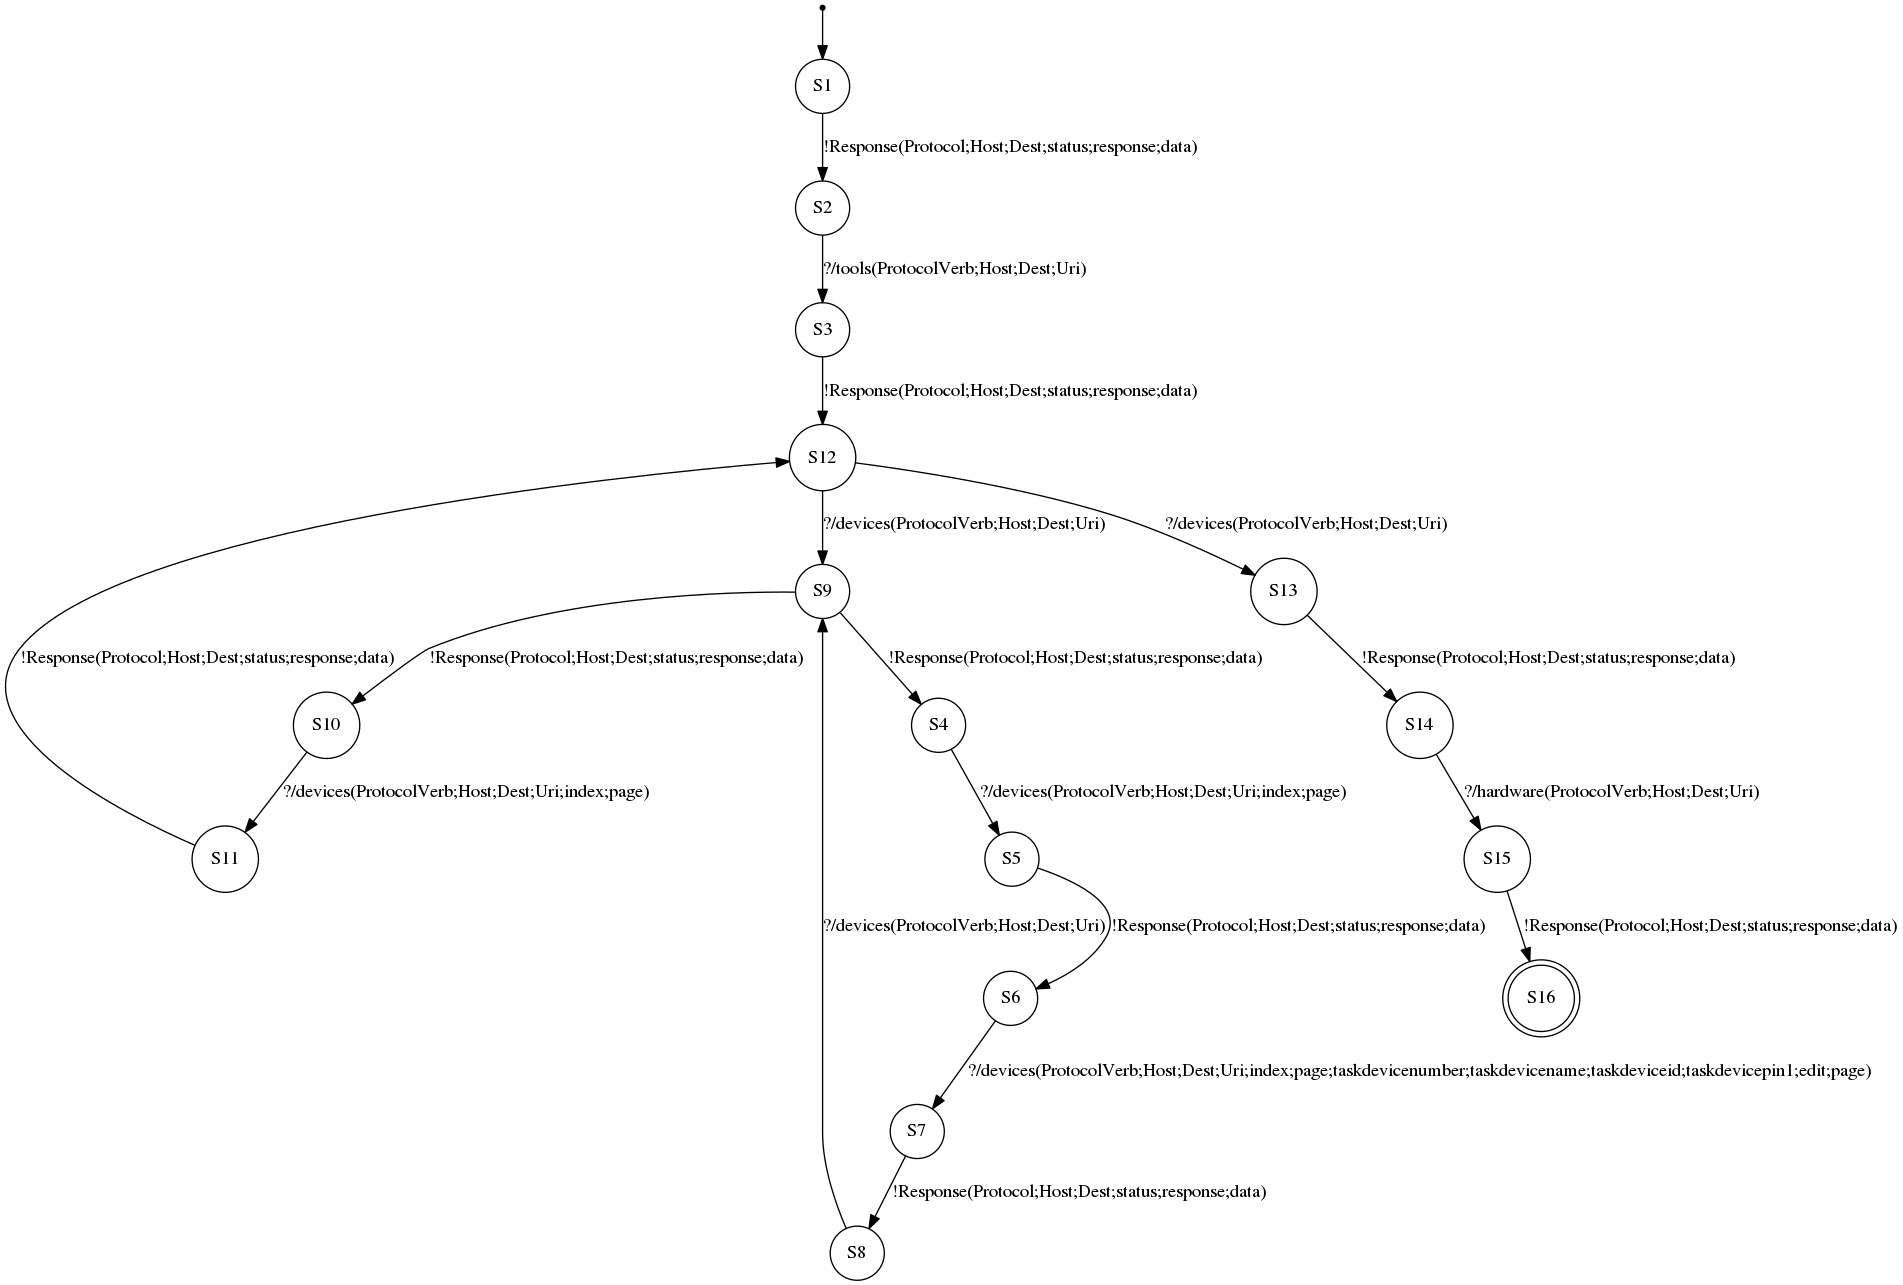 S1
!Response(Protocol;Host;Dest;status;response;data)
S2
?/tools(ProtocolVerb;Host;Dest;Uri)
S3
!Response(Protocol;Host;Dest;status;response;data)
S12
?/devices(ProtocolVerb;Host;Dest;Uri)
?/devices(ProtocolVerb;Host;Dest;Uri)
S9
S13
!Response(Protocol;Host;Dest;status;response;data)
!Response(Protocol;Host;Dest;status;response;data)
!Response(Protocol;Host;Dest;status;response;data)
!Response(Protocol;Host;Dest;status;response;data)
S10
S4
S14
?/devices(ProtocolVerb;Host;Dest;Uri;index;page)
?/devices(ProtocolVerb;Host;Dest;Uri;index;page)
?/hardware(ProtocolVerb;Host;Dest;Uri)
S11
S5
S15
?/devices(ProtocolVerb;Host;Dest;Uri)
!Response(Protocol;Host;Dest;status;response;data)
!Response(Protocol;Host;Dest;status;response;data)
S6
S16
?/devices(ProtocolVerb;Host;Dest;Uri;index;page;taskdevicenumber;taskdevicename;taskdeviceid;taskdevicepin1;edit;page)
S7
!Response(Protocol;Host;Dest;status;response;data)
S8